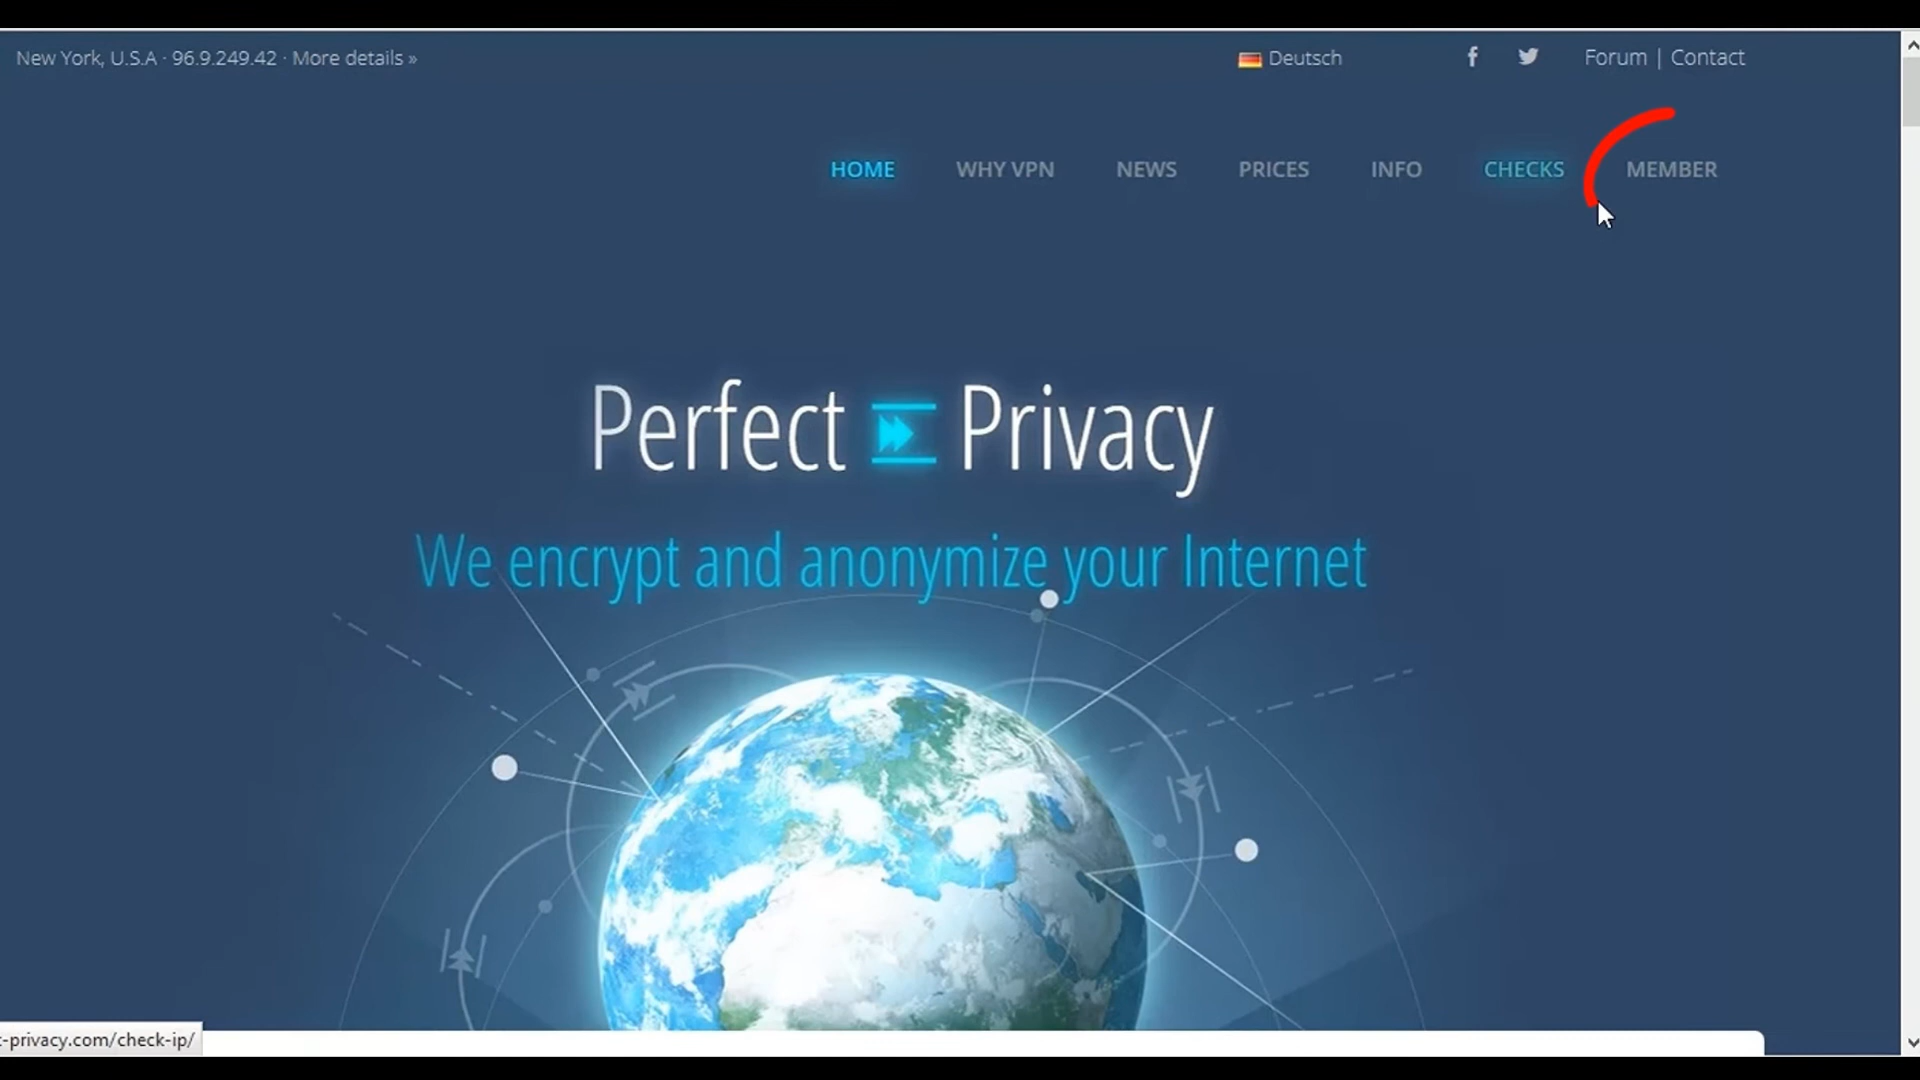 New York, U.S.A · 96.9.249.42 · More details »
Deutsch
Forum | Contact
HOME WHY VPN NEWS PRICES INFO CHECKS MEMBER
Perfect Privacy
We encrypt and anonymize your Internet
-privacy.com/check-ip/